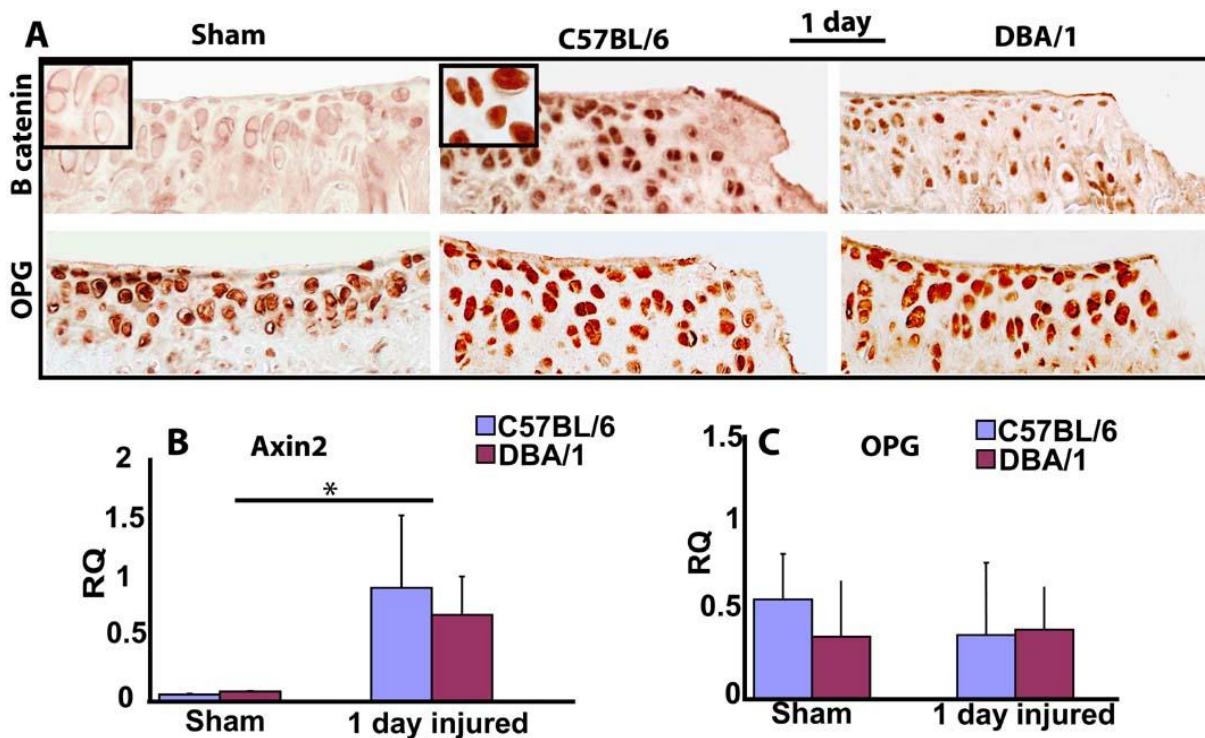 A Sham C57BL/6 1 day DBA/1
B catenin
OPG
B Axin2
C57BL/6
DBA/1
2
1.5
1
0.5
0
RQ
*
Sham 1 day injured
C OPG
C57BL/6
DBA/1
1.5
1
0.5
0
RQ
Sham 1 day injured